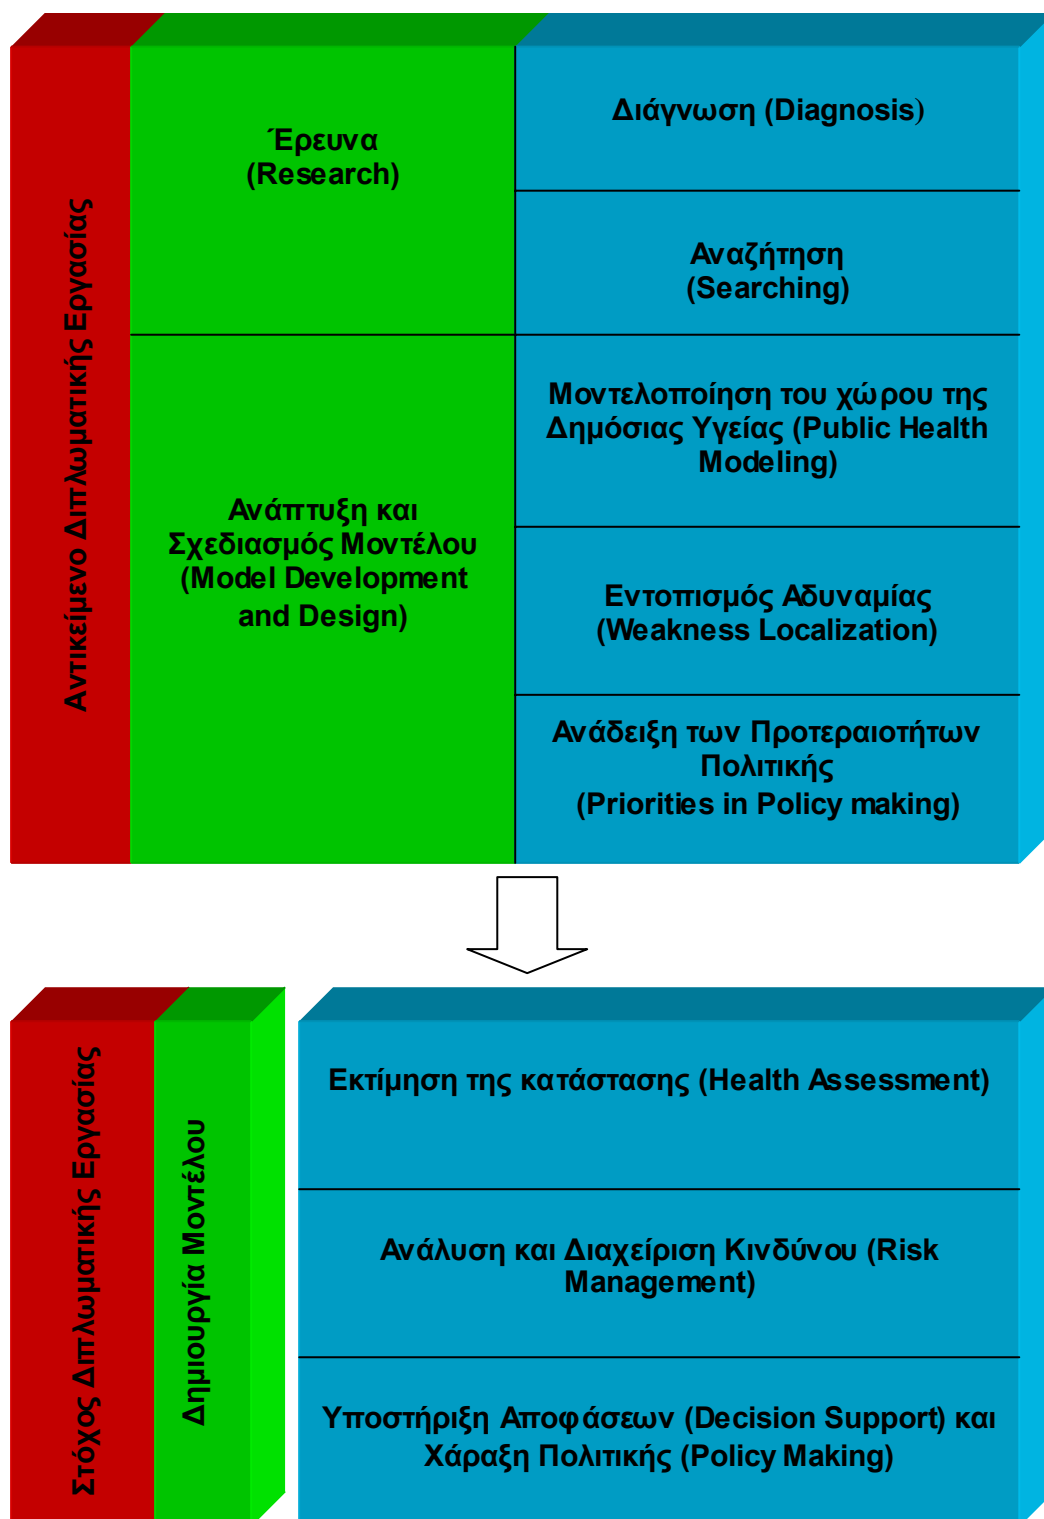 Αντικείμενο Διπλωματικής Εργασίας
Έρευνα
(Research)
Ανάπτυξη και
Σχεδιασμός Μοντέλου
(Model Development
and Design)
Διάγνωση (Diagnosis)
Αναζήτηση
(Searching)
Μοντελοποίηση του χώρου της
Δημόσιας Υγείας (Public Health
Modeling)
Εντοπισμός Αδυναμίας
(Weakness Localization)
Ανάδειξη των Προτεραιοτήτων
Πολιτικής
(Priorities in Policy making)
Στόχος Διπλωματικής Εργασίας
Δημιουργία Μοντέλου
Εκτίμηση της κατάστασης (Health Assessment)
Ανάλυση και Διαχείριση Κινδύνου (Risk
Management)
Υποστήριξη Αποφάσεων (Decision Support) και
Χάραξη Πολιτικής (Policy Making)